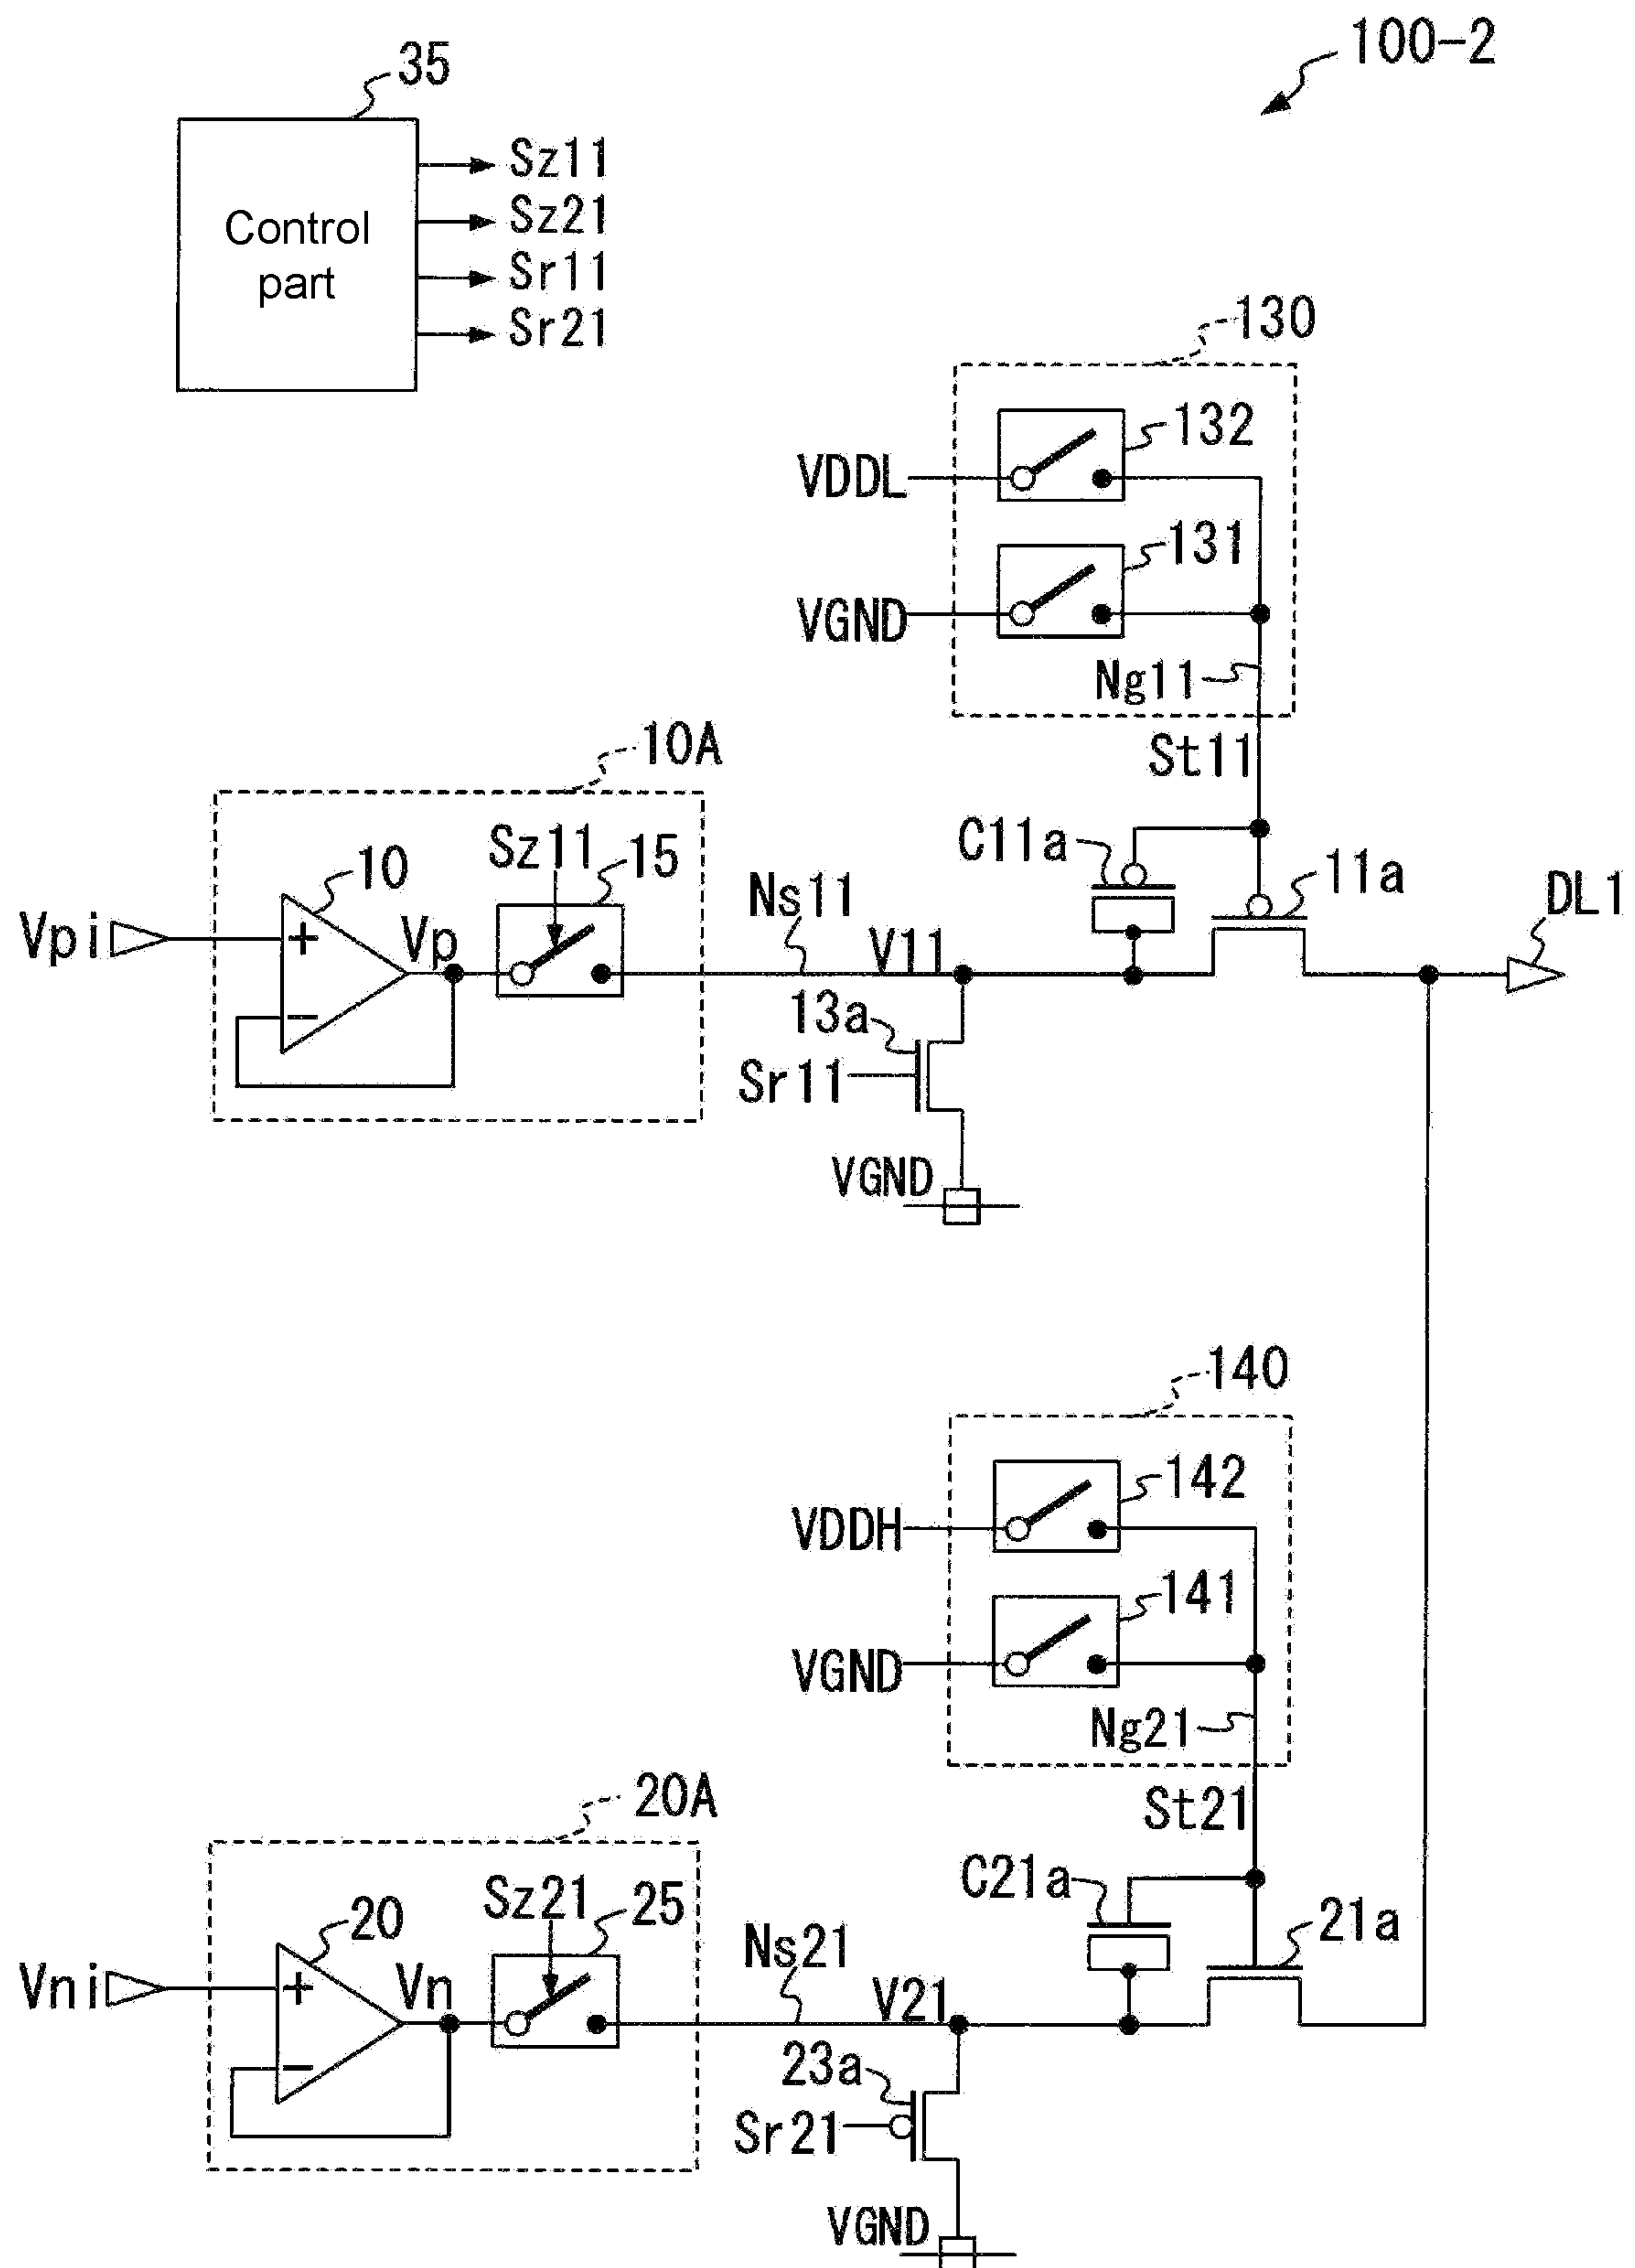 100-2
35
Control
part
Sz11
Sz21
Sr11
Sr21
130
132
VDDL
131
VGND
Ng11
St11
10A
Sz11
15
10
Vpi
+
−
Vp
Ns11
V11
C11a
11a
DL1
13a
Sr11
VGND
140
142
VDDH
141
VGND
Ng21
St21
20A
Sz21
25
20
Vni
+
−
Vn
Ns21
V21
C21a
21a
23a
Sr21
VGND